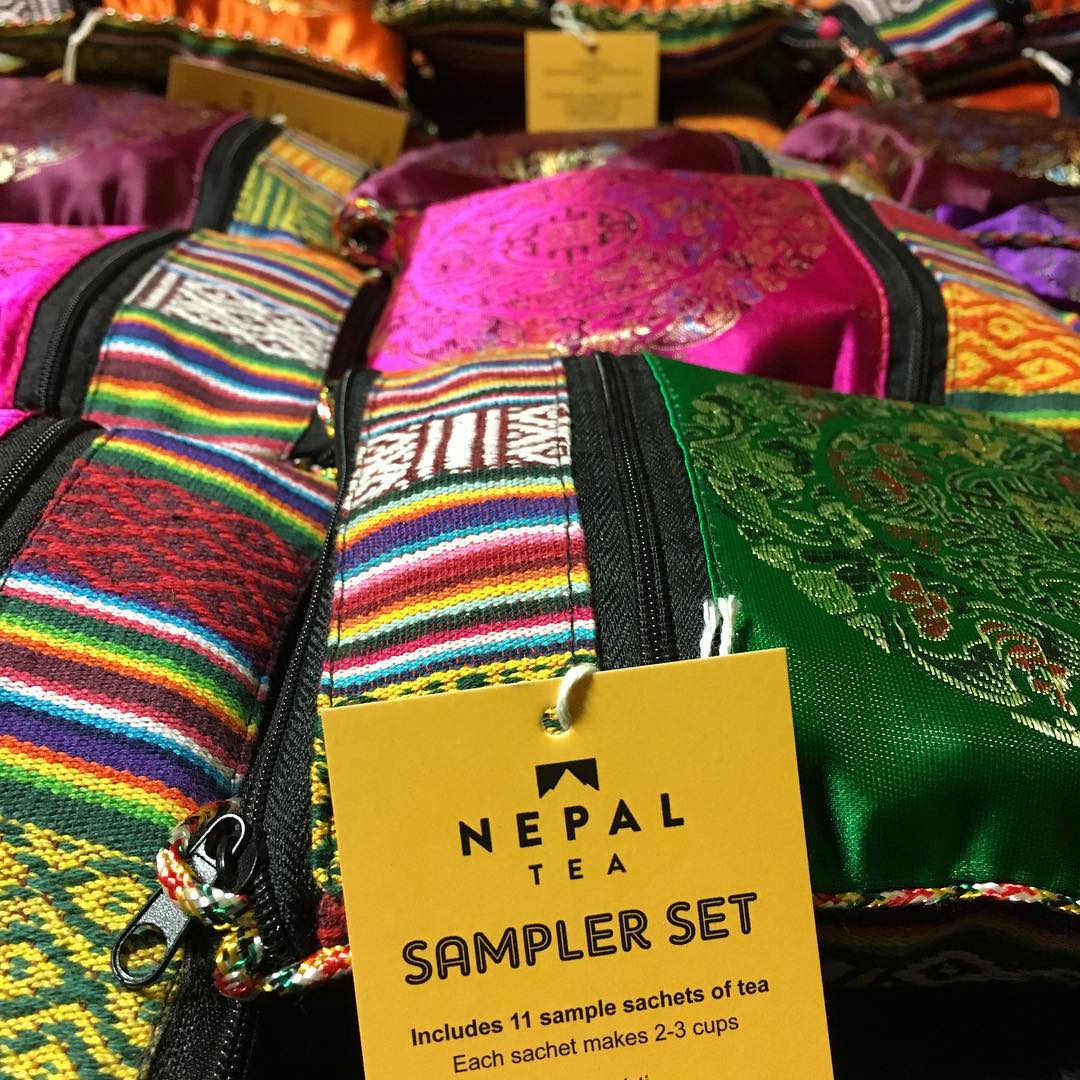 NEPAL
TEA
SAMPLER SET
Includes 11 sample sachets of tea
Each sachet makes 2-3 cups